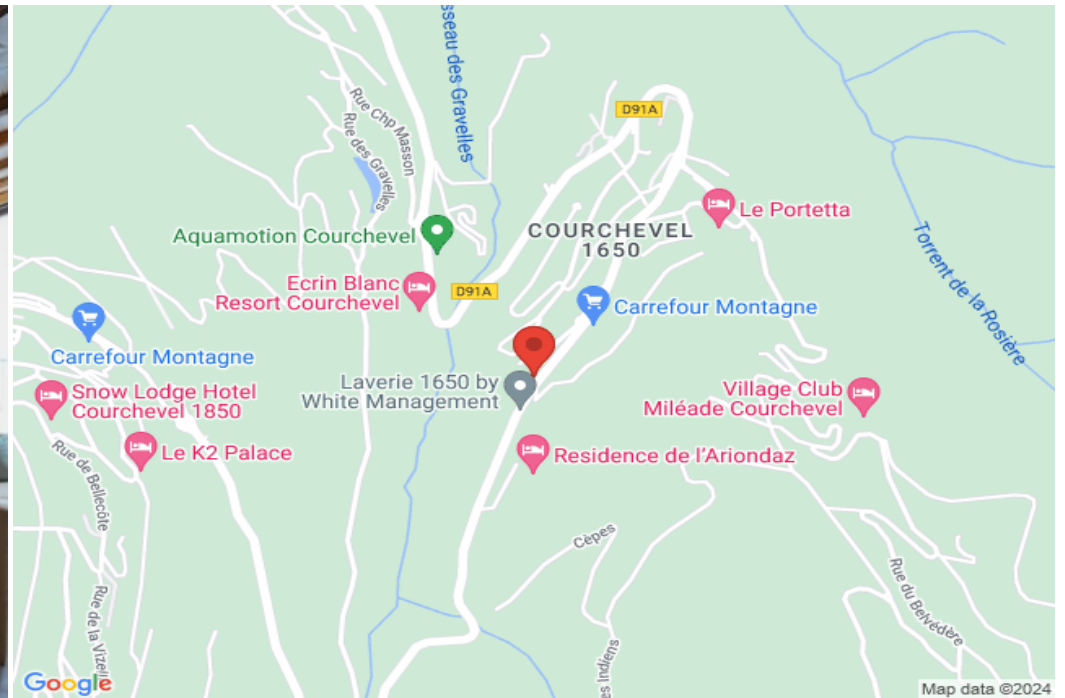 sseau des Gravelles
D91A
Rue Chp Masson
Rue des Gravelles
Le Portetta
Aquamotion Courchevel
COURCHEVEL
1650
Torrent de la Rosière
Ecrin Blanc
Resort Courchevel
D91A
Carrefour Montagne
Carrefour Montagne
Laverie 1650 by
White Management
Village Club
Miléade Courchevel
Snow Lodge Hotel
Courchevel 1850
Le K2 Palace
Residence de l'Ariondaz
Rue de Bellecôte
Cèpes
Rue du Belvédère
Rue de la Vizell
es Indiens
Google
Map data ©2024